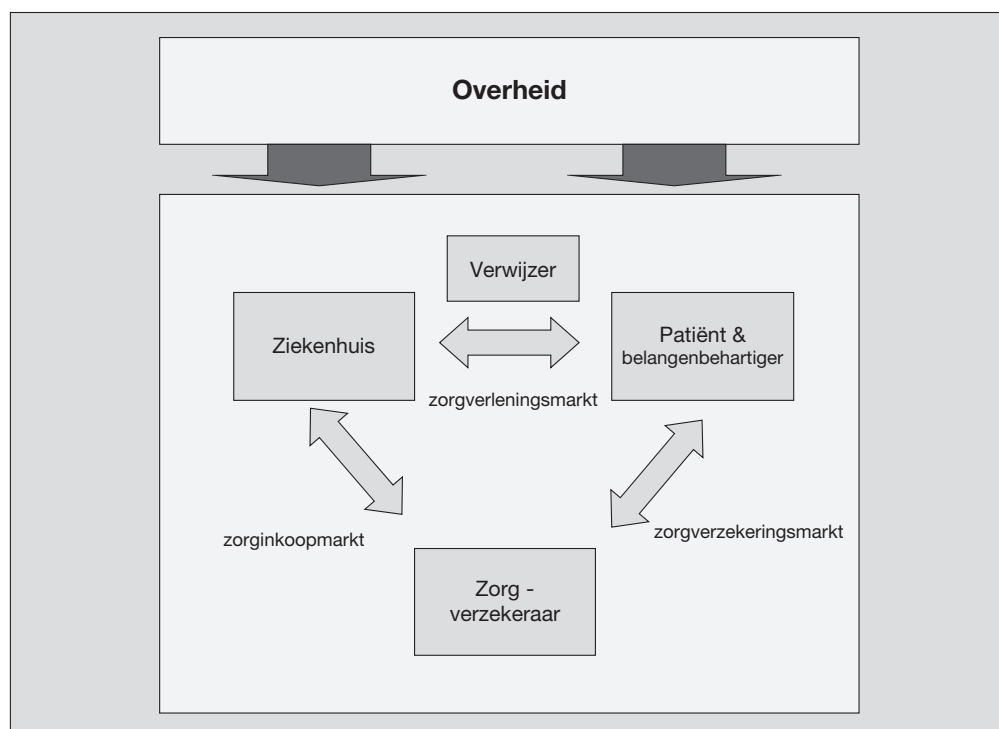 Overheid
Verwijzer
Ziekenhuis
Patiënt &
belangenbehartiger
zorgverleningsmarkt
zorginkoopmarkt
zorgverzekeringsmarkt
Zorg -
verzekeraar